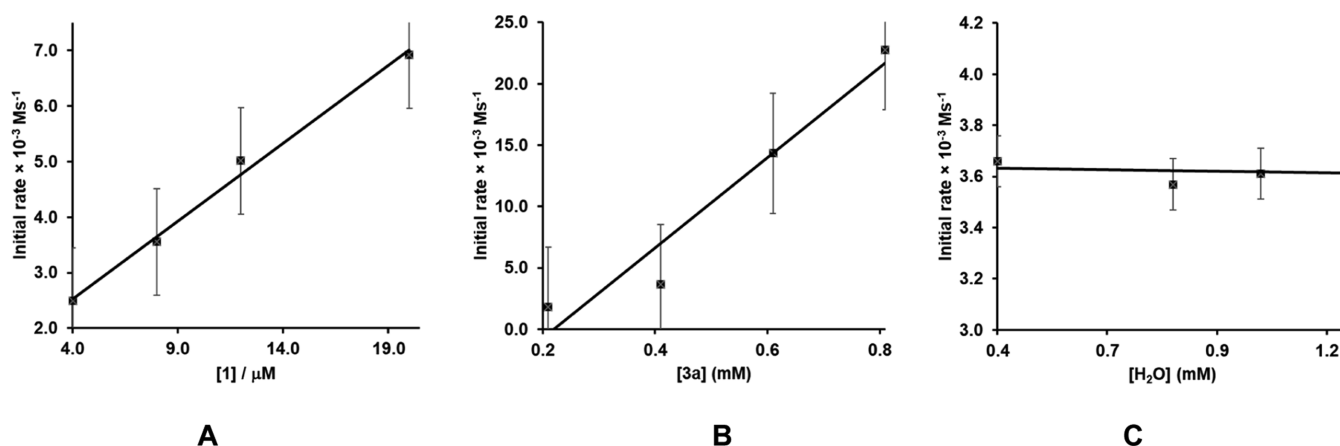 7.0
6.0
5.0
4.0
3.0
2.0
Initial rate × 10⁻³ Ms⁻¹
4.0 9.0 14.0 19.0
[1] / μM
A
25.0
20.0
15.0
10.0
5.0
0.0
Initial rate × 10⁻³ Ms⁻¹
0.2 0.4 0.6 0.8
[3a] (mM)
B
4.2
4.0
3.8
3.6
3.4
3.2
3.0
Initial rate × 10⁻³ Ms⁻¹
0.4 0.7 0.9 1.2
[H₂O] (mM)
C